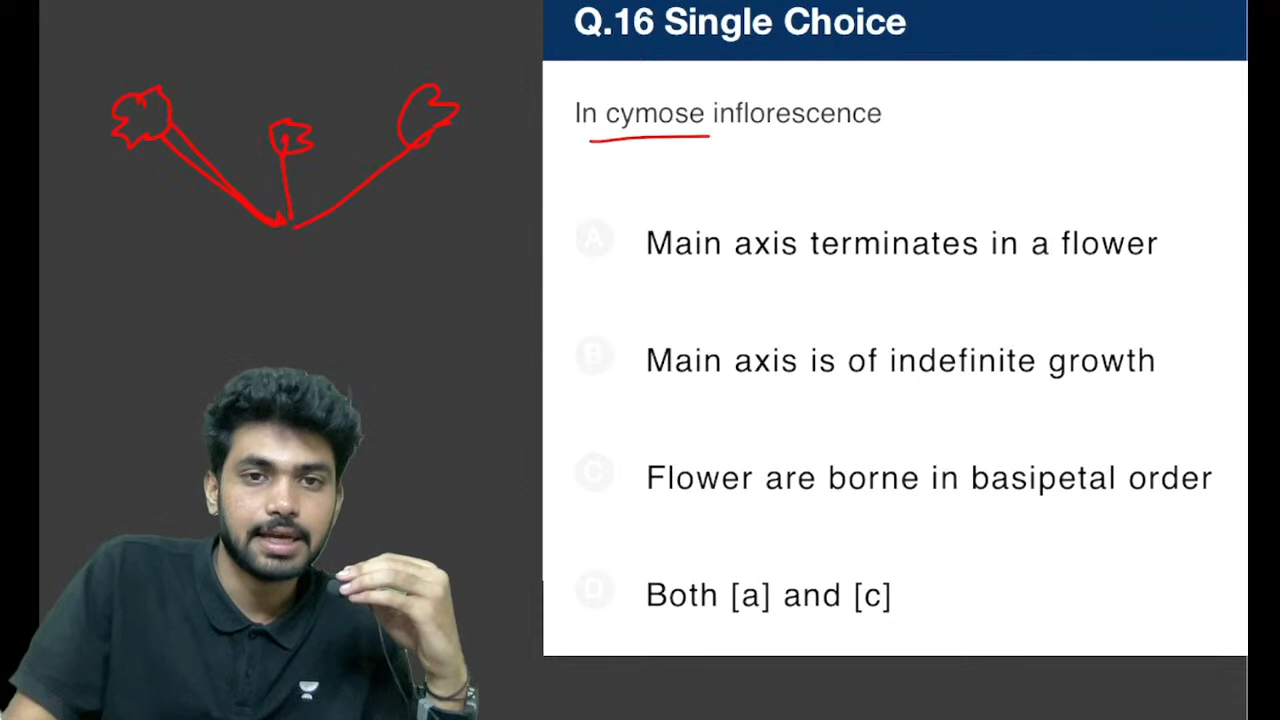 Q.16 Single Choice
In cymose inflorescence
A Main axis terminates in a flower
B Main axis is of indefinite growth
C Flower are borne in basipetal order
D Both [a] and [c]